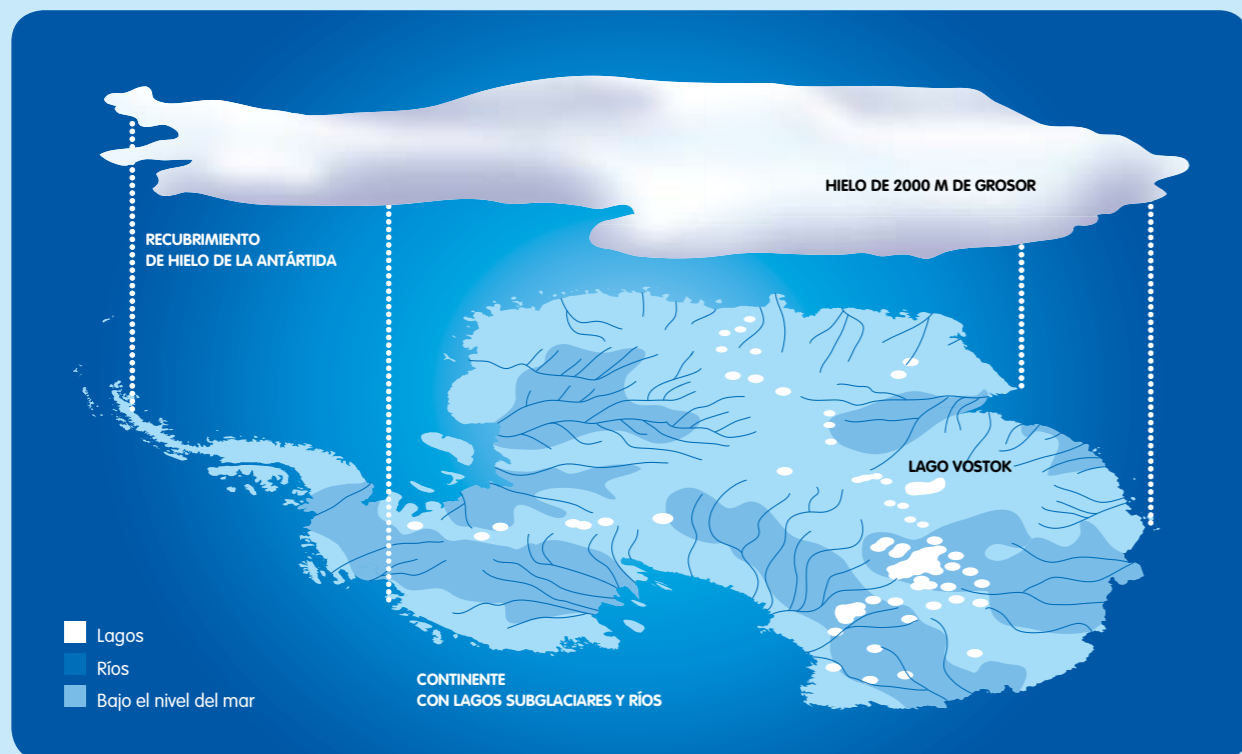 HIELO DE 2000 M DE GROSOR
RECUBRIMIENTO
DE HIELO DE LA ANTÁRTIDA
LAGO VOSTOK
Lagos
Ríos
Bajo el nivel del mar
CONTINENTE
CON LAGOS SUBGLACIARES Y RÍOS